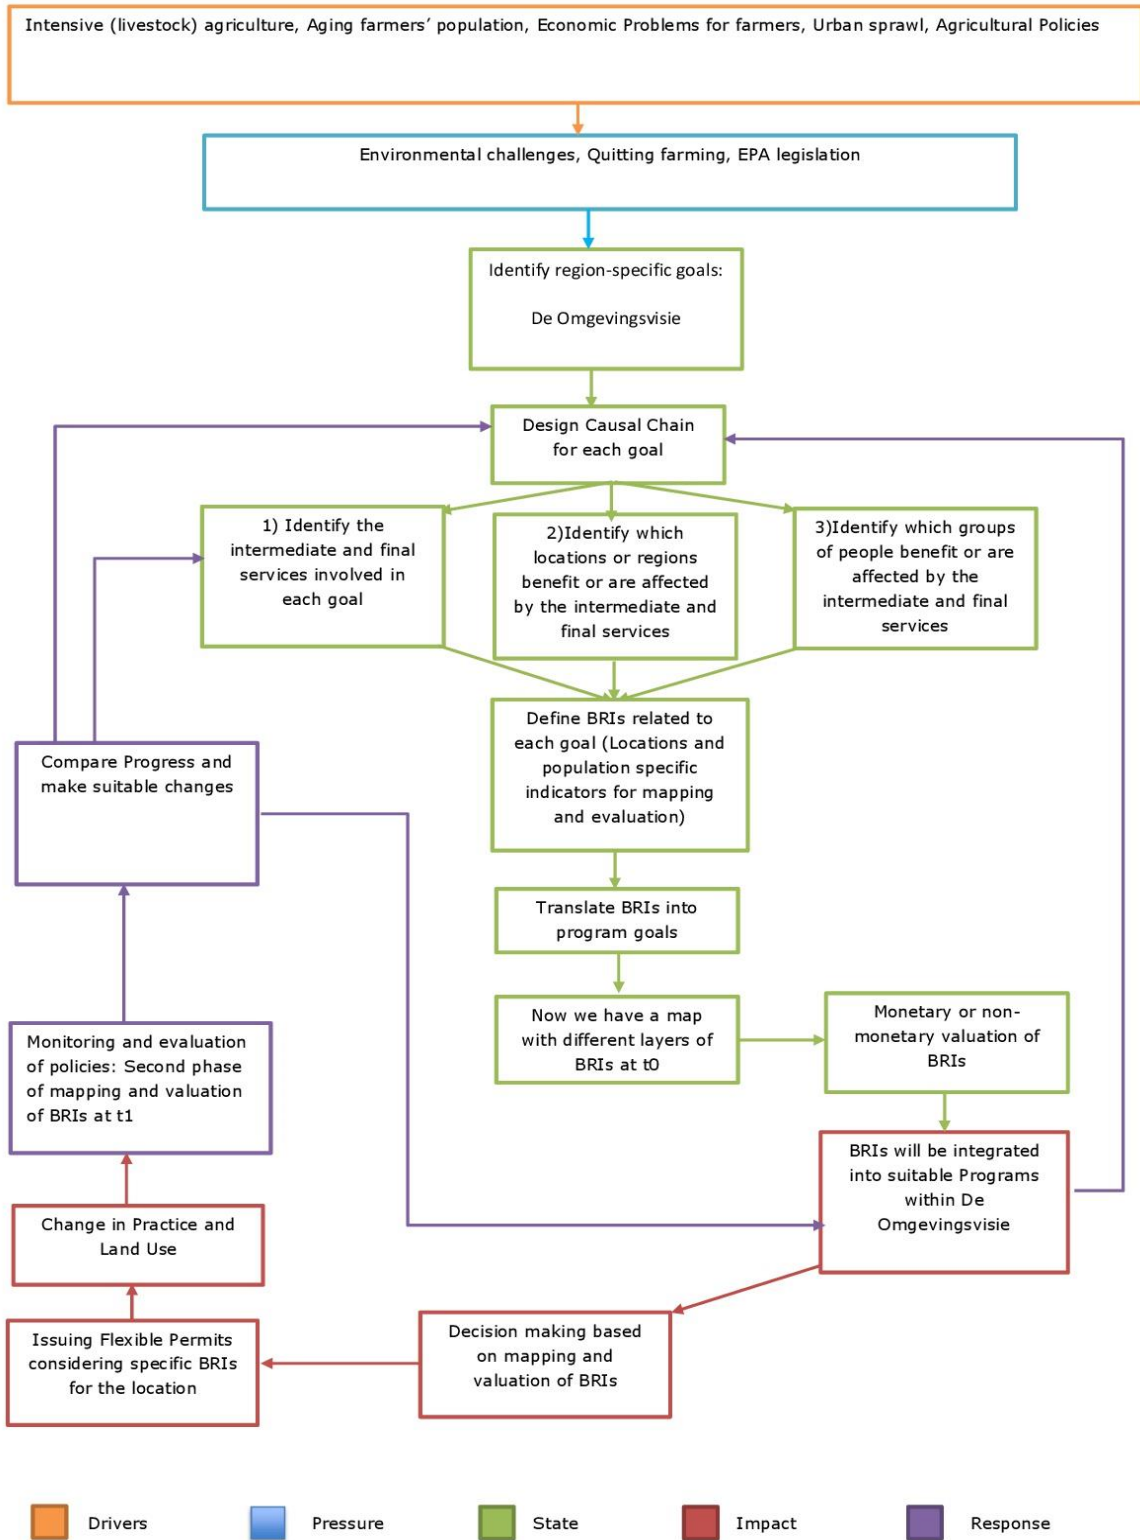 Intensive (livestock) agriculture, Aging farmers’ population, Economic Problems for farmers, Urban sprawl, Agricultural Policies
Environmental challenges, Quitting farming, EPA legislation
Identify region-specific goals:
De Omgevingsvisie
Design Causal Chain
for each goal
1) Identify the
intermediate and final
services involved in
each goal
2)Identify which
locations or regions
benefit or are affected
by the intermediate and
final services
3)Identify which groups
of people benefit or are
affected by the
intermediate and final
services
Define BRIs related to
each goal (Locations and
population specific
indicators for mapping
and evaluation)
Compare Progress and
make suitable changes
Translate BRIs into
program goals
Now we have a map
with different layers of
BRIs at t0
Monetary or non-
monetary valuation of
BRIs
Monitoring and evaluation
of policies: Second phase
of mapping and valuation
of BRIs at t1
BRIs will be integrated
into suitable Programs
within De
Omgevingsvisie
Change in Practice and
Land Use
Decision making based
on mapping and
valuation of BRIs
Issuing Flexible Permits
considering specific BRIs
for the location
Drivers
Pressure
State
Impact
Response